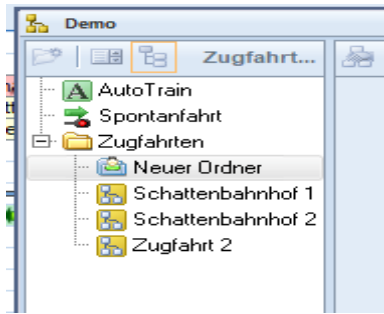 Demo
Zugfahrt...
A AutoTrain
Spontanfahrt
Zugfahrten
Neuer Ordner
Schattenbahnhof 1
Schattenbahnhof 2
Zugfahrt 2